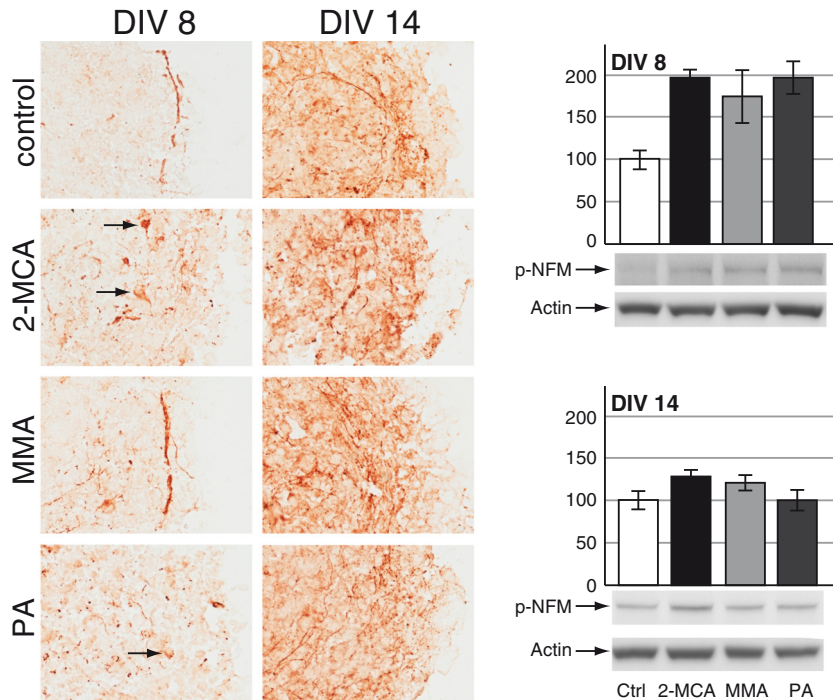 DIV 8 DIV 14
control
2-MCA
MMA
PA
DIV 8
200
150
100
50
0
p-NFM
Actin
DIV 14
200
150
100
50
0
p-NFM
Actin
Ctrl 2-MCA MMA PA